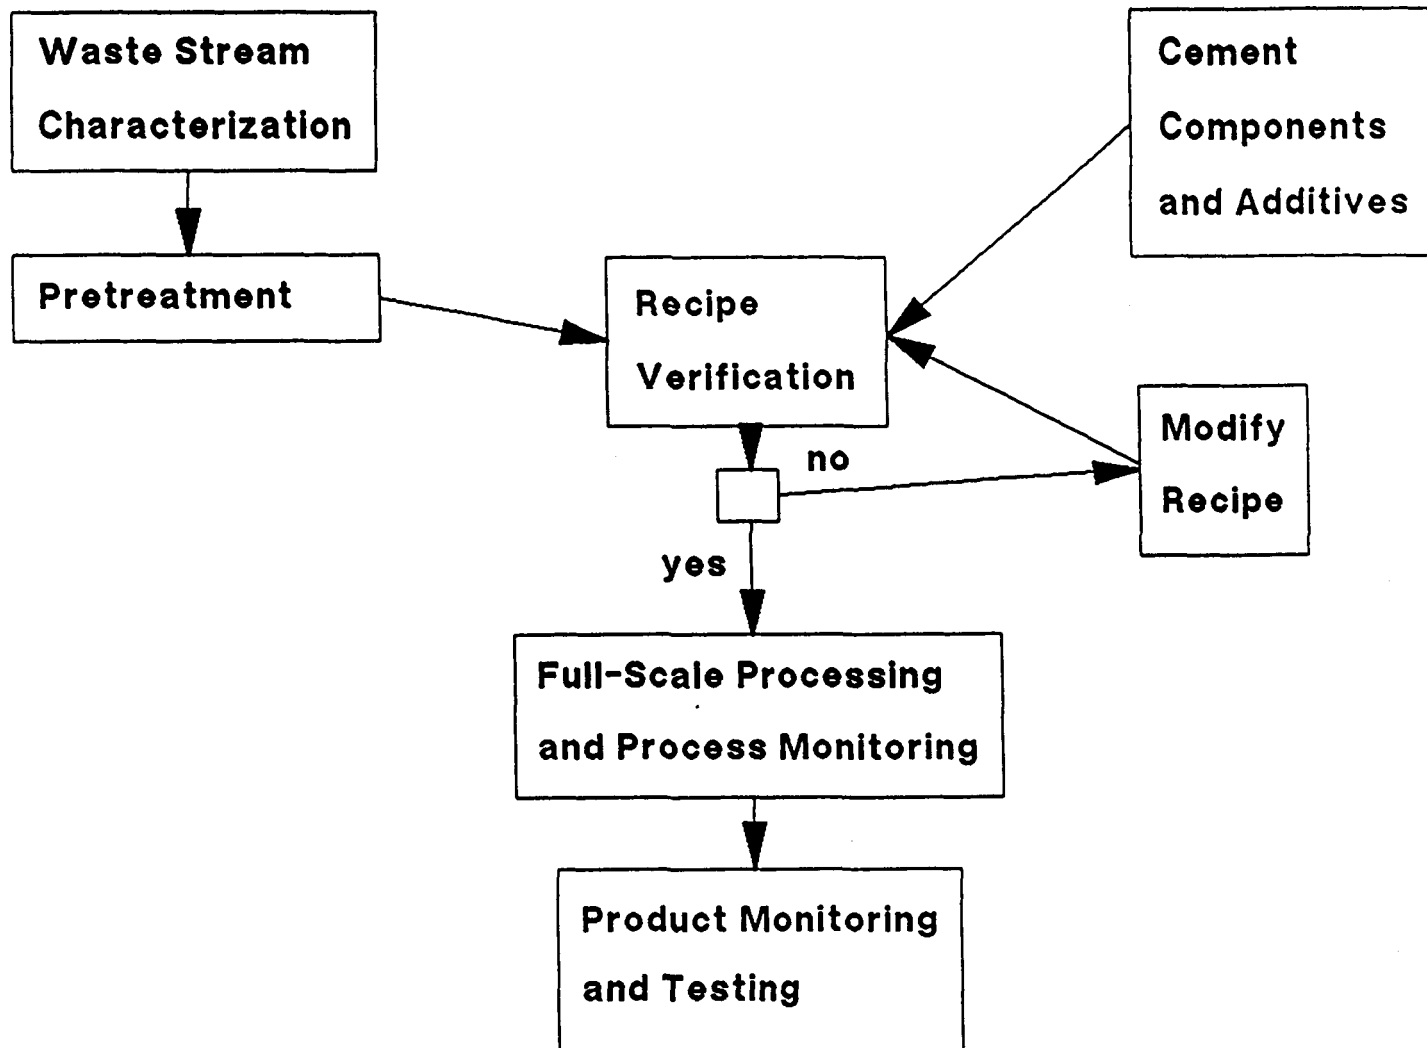 Waste Stream
Characterization
Cement
Components
and Additives
Pretreatment
Recipe
Verification
no
Modify
Recipe
yes
Full-Scale Processing
and Process Monitoring
Product Monitoring
and Testing